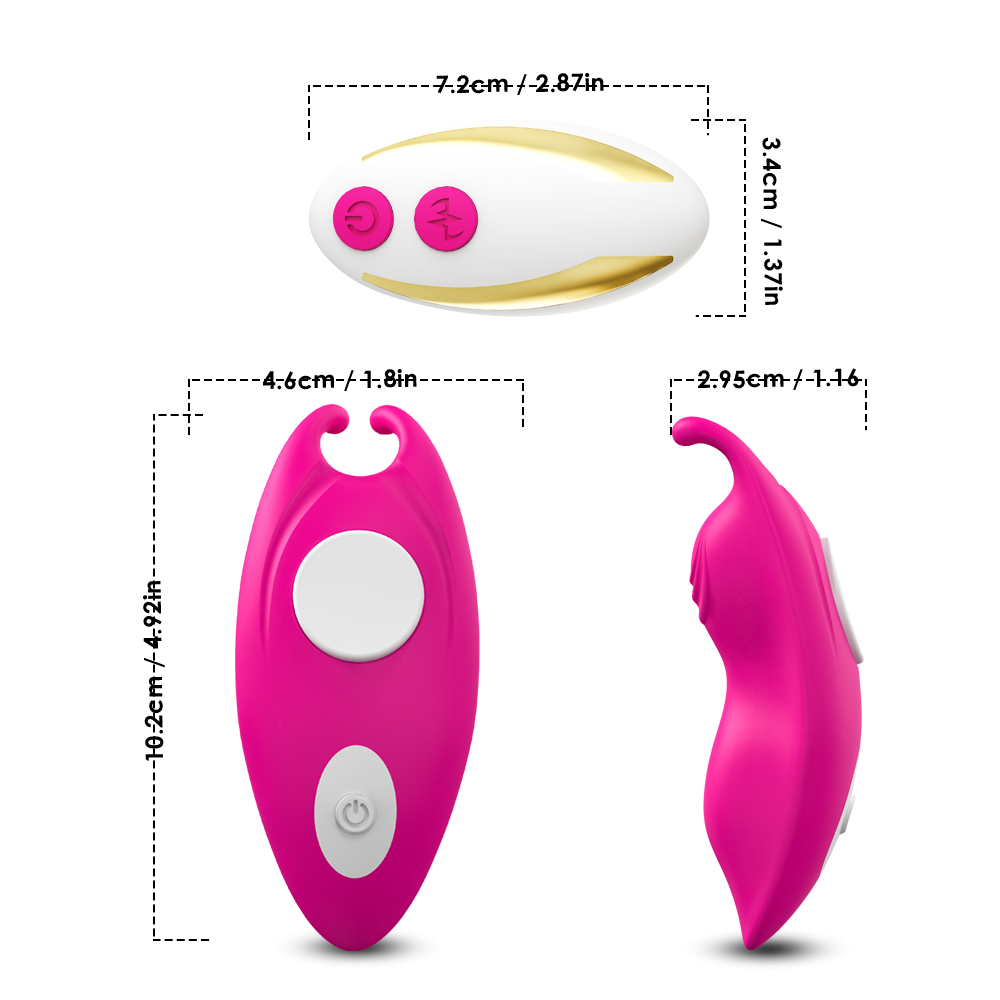 7.2cm / 2.87in
3.4cm / 1.37in
4.6cm / 1.8in
2.95cm / 1.16
10.2cm / 4.92in